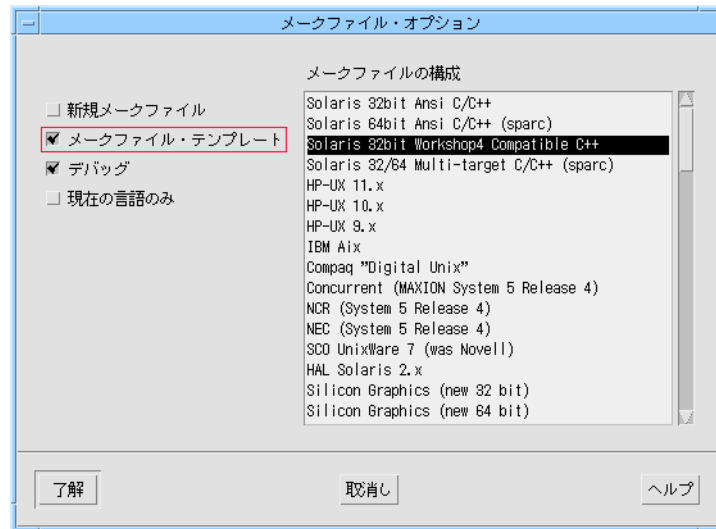 メークファイル・オプション
新規メークファイル
メークファイル・テンプレート
デバッグ
現在の言語のみ
メークファイルの構成
Solaris 32bit Ansi C/C++
Solaris 64bit Ansi C/C++ (sparc)
Solaris 32bit Workshop4 Compatible C++
Solaris 32/64 Multi-target C/C++ (sparc)
HP-UX 11.x
HP-UX 10.x
HP-UX 9.x
IBM Aix
Compaq "Digital Unix"
Concurrent (MAXION System 5 Release 4)
NCR (System 5 Release 4)
NEC (System 5 Release 4)
SCO UnixWare 7 (was Novell)
HAL Solaris 2.x
Silicon Graphics (new 32 bit)
Silicon Graphics (new 64 bit)
了解
取消し
ヘルプ